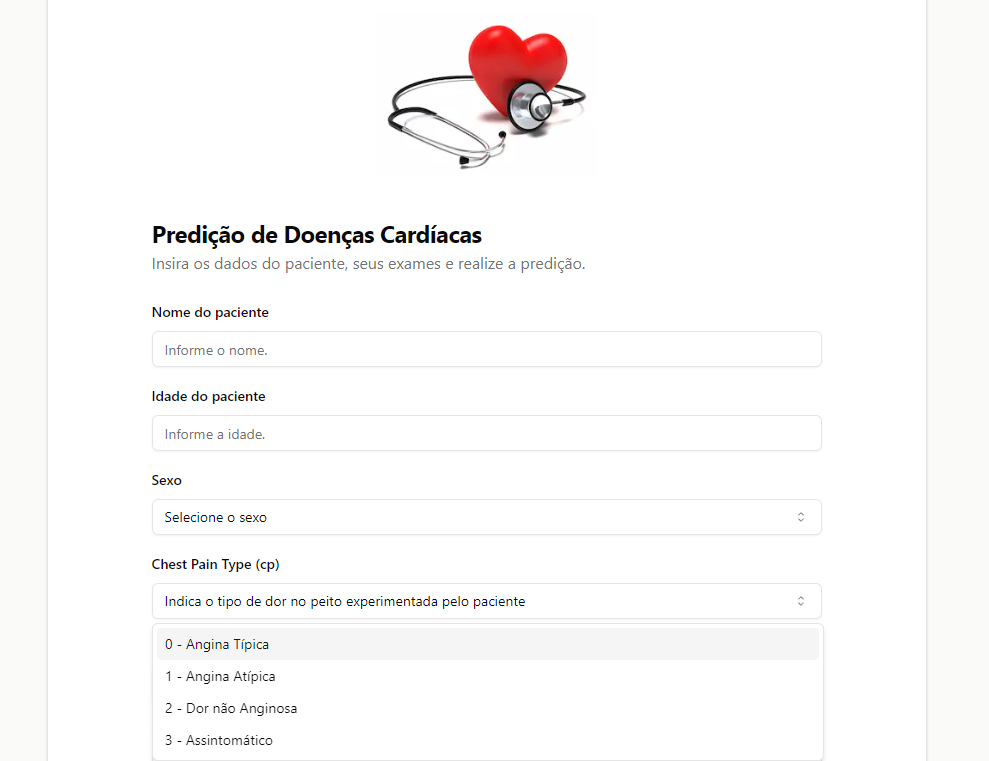 Predição de Doenças Cardíacas
Insira os dados do paciente, seus exames e realize a predição.
Nome do paciente
Informe o nome.
Idade do paciente
Informe a idade.
Sexo
Selecione o sexo
Chest Pain Type (cp)
Indica o tipo de dor no peito experimentada pelo paciente
0 - Angina Típica
1 - Angina Atípica
2 - Dor não Anginosa
3 - Assintomático